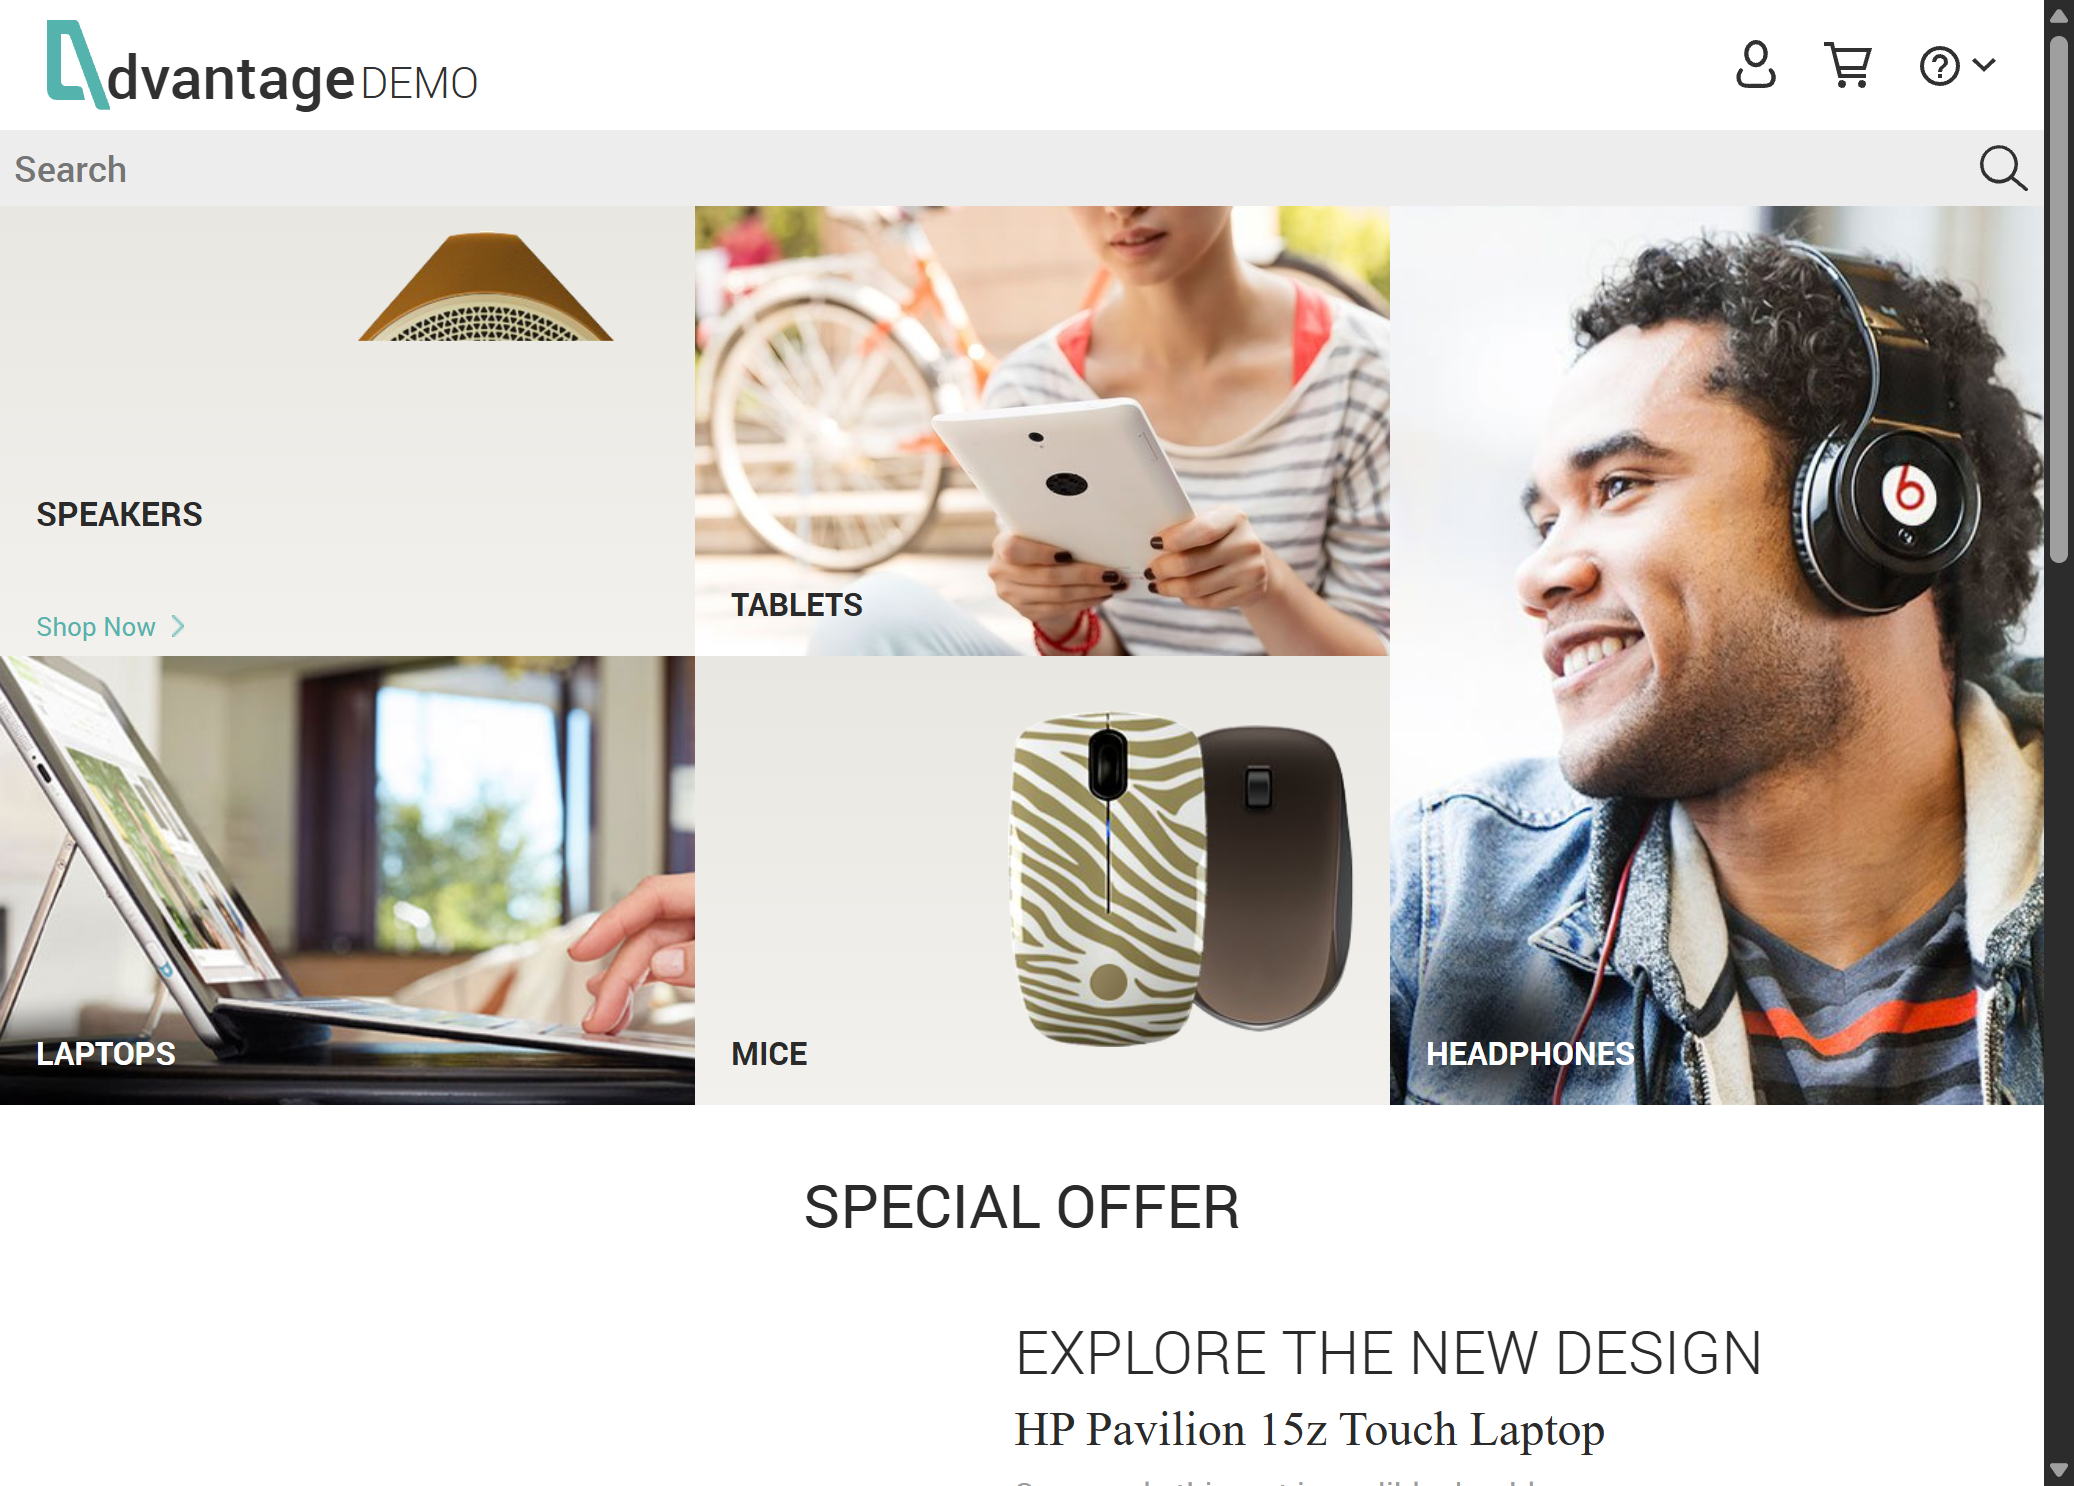 dvantage DEMO
Search
SPEAKERS
Shop Now
TABLETS
LAPTOPS
MICE
HEADPHONES
SPECIAL OFFER
EXPLORE THE NEW DESIGN
HP Pavilion 15z Touch Laptop